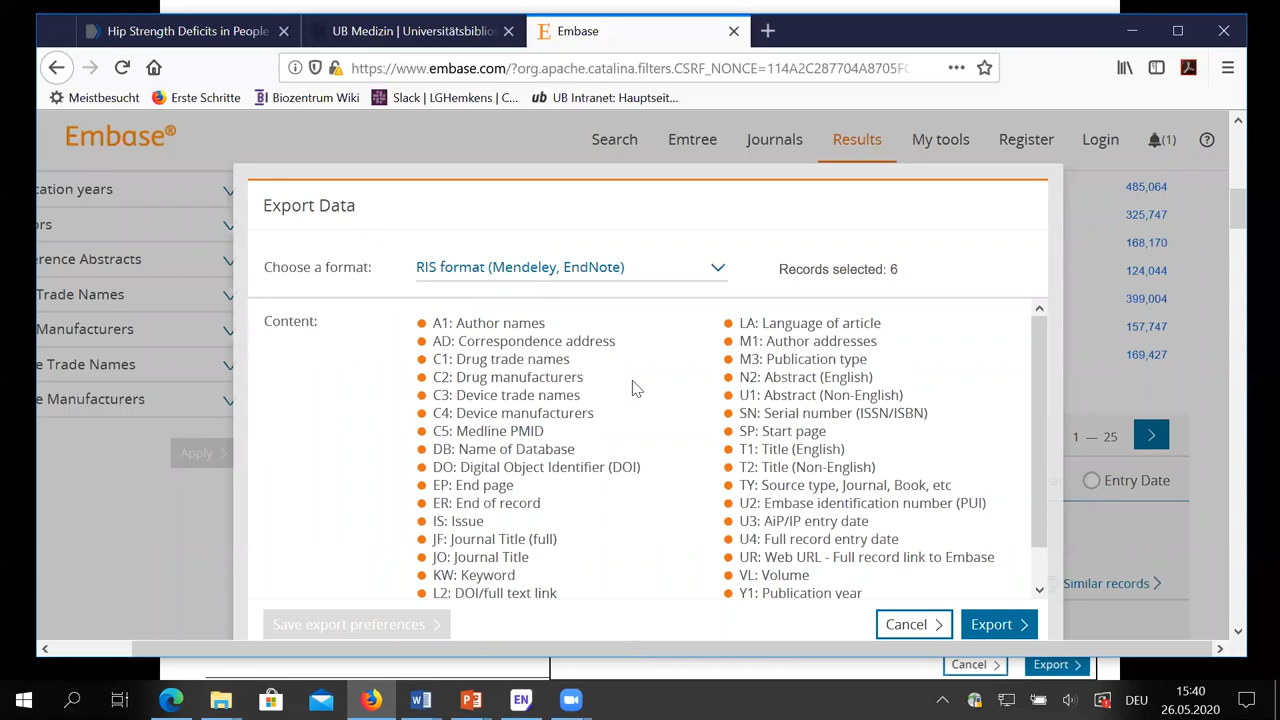 Hip Strength Deficits in People
UB Medizin | Universitätsbibliot
Embase
https://www.embase.com/?org.apache.catalina.filters.CSRF_NONCE=114A2C287704A8705F
Meistbesucht
Erste Schritte
Biozentrum Wiki
Slack | LGHemkens | C...
UB Intranet: Hauptseit...
Embase®
Search
Emtree
Journals
Results
My tools
Register
Login
(1)
cation years
ors
erence Abstracts
Trade Names
Manufacturers
e Trade Names
e Manufacturers
Apply
485,064
325,747
168,170
124,044
399,004
157,747
169,427
1 — 25
Entry Date
Similar records
Export Data
Choose a format:
RIS format (Mendeley, EndNote)
Records selected: 6
Content:
A1: Author names
AD: Correspondence address
C1: Drug trade names
C2: Drug manufacturers
C3: Device trade names
C4: Device manufacturers
C5: Medline PMID
DB: Name of Database
DO: Digital Object Identifier (DOI)
EP: End page
ER: End of record
IS: Issue
JF: Journal Title (full)
JO: Journal Title
KW: Keyword
L2: DOI/full text link
LA: Language of article
M1: Author addresses
M3: Publication type
N2: Abstract (English)
U1: Abstract (Non-English)
SN: Serial number (ISSN/ISBN)
SP: Start page
T1: Title (English)
T2: Title (Non-English)
TY: Source type, Journal, Book, etc
U2: Embase identification number (PUI)
U3: AiP/IP entry date
U4: Full record entry date
UR: Web URL - Full record link to Embase
VL: Volume
Y1: Publication year
Save export preferences
Cancel
Export
Cancel
Export
EN
DEU
15:40
26.05.2020